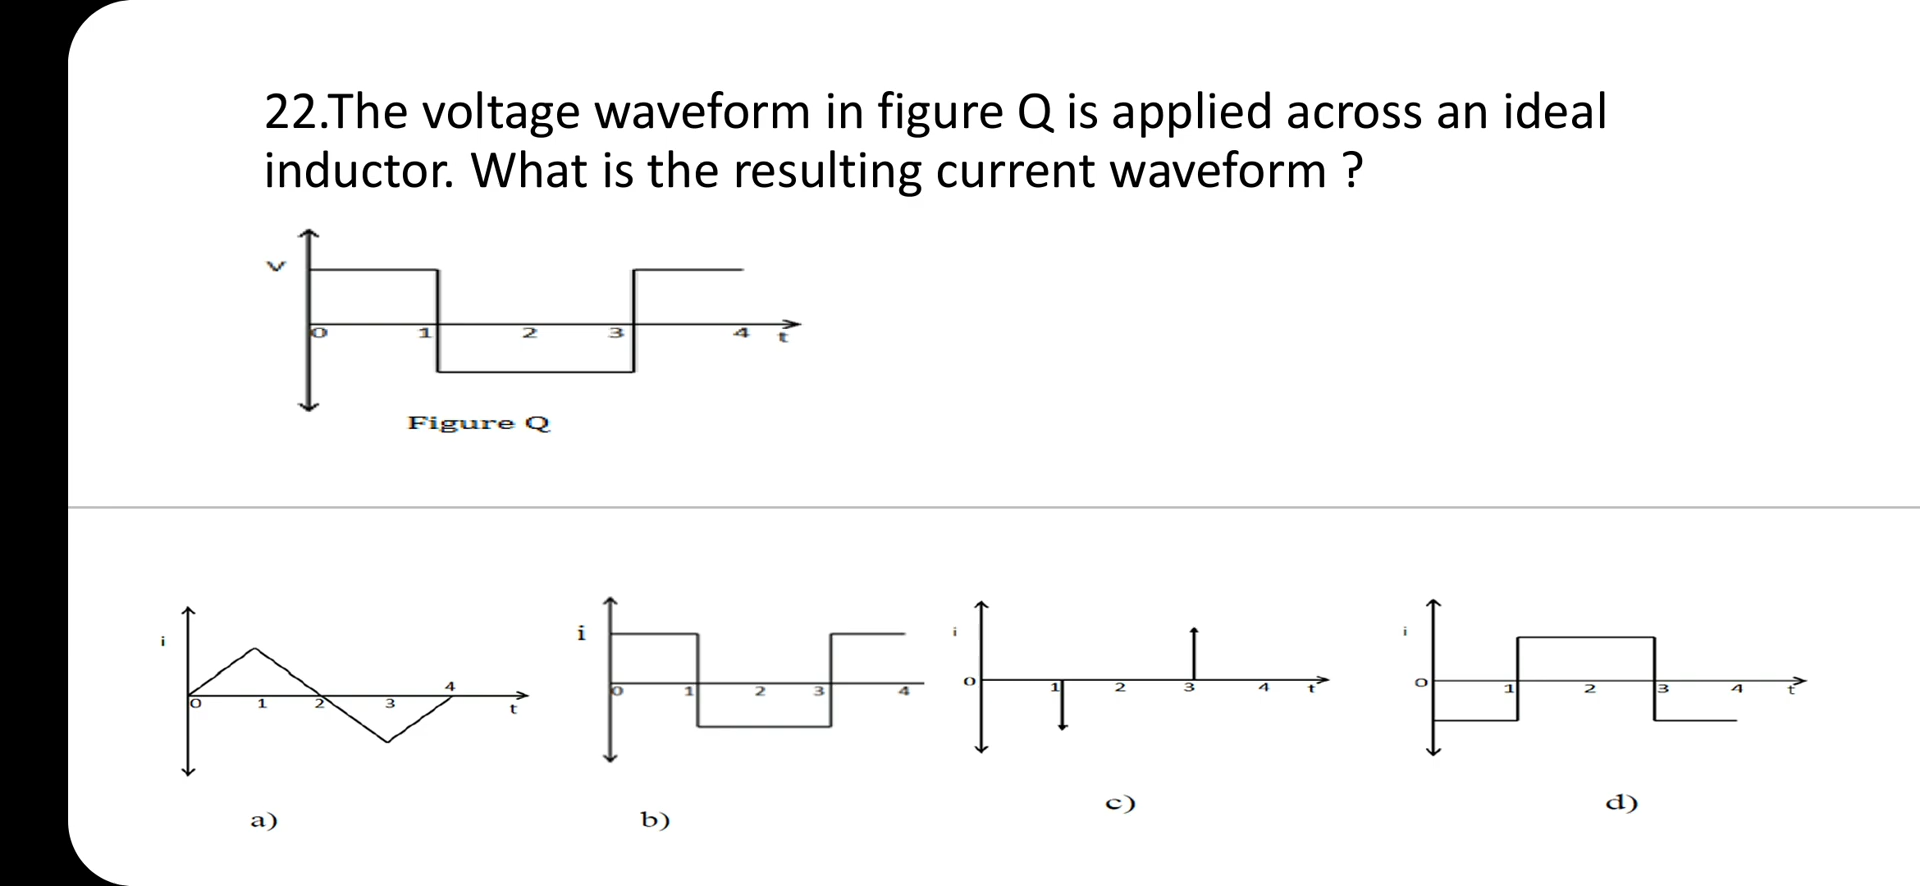 22.The voltage waveform in figure Q is applied across an ideal
inductor. What is the resulting current waveform ?
V
0 1 2 3 4 t
Figure Q
i
0 1 2 3 4 t
a)
i
0 1 2 3 4
b)
i
0 1 2 3 4 t
c)
i
0 1 2 3 4 t
d)